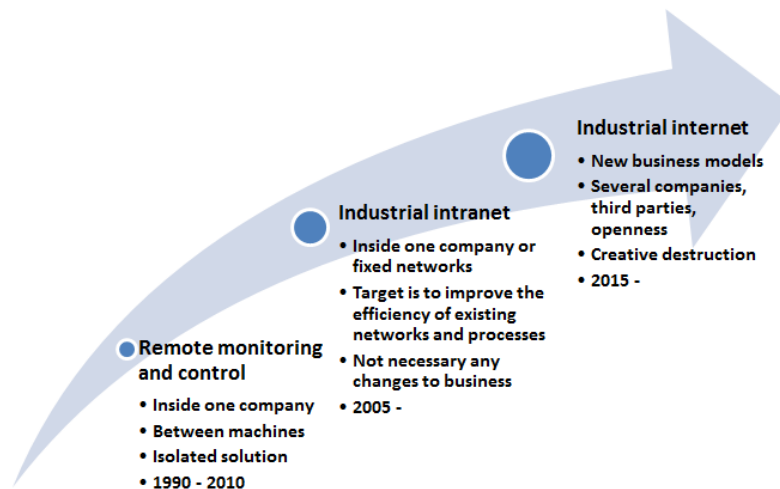 Industrial internet
• New business models
• Several companies,
third parties,
openness
• Creative destruction
• 2015 -
Industrial intranet
• Inside one company or
fixed networks
• Target is to improve the
efficiency of existing
networks and processes
• Not necessary any
changes to business
• 2005 -
Remote monitoring
and control
• Inside one company
• Between machines
• Isolated solution
• 1990 - 2010